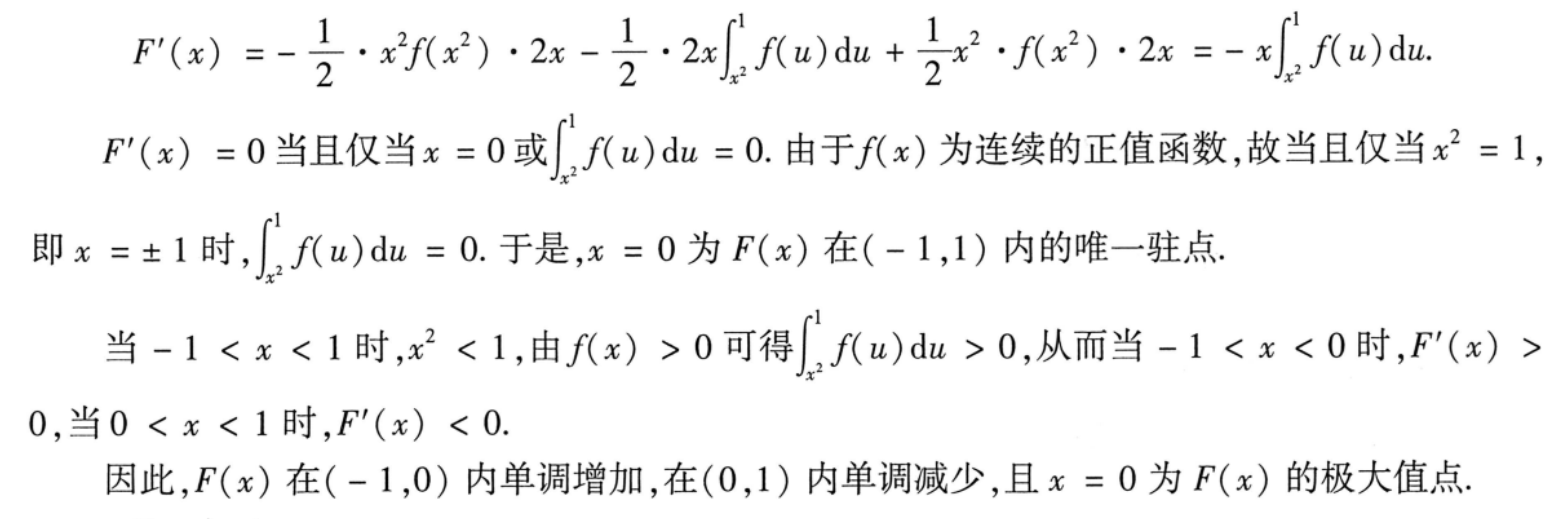 F′(x) = − 1/2 · x²f(x²) · 2x − 1/2 · 2x∫_{x²}^{1} f(u)du + 1/2 x² · f(x²) · 2x = − x∫_{x²}^{1} f(u)du.
F′(x) = 0 当且仅当 x = 0 或∫_{x²}^{1} f(u)du = 0. 由于f(x) 为连续的正值函数,故当且仅当 x² = 1,
即 x = ± 1 时,∫_{x²}^{1} f(u)du = 0. 于是,x = 0 为 F(x) 在( − 1,1) 内的唯一驻点.
当 − 1 < x < 1 时,x² < 1,由 f(x) > 0 可得∫_{x²}^{1} f(u)du > 0,从而当 − 1 < x < 0 时,F′(x) >
0,当 0 < x < 1 时,F′(x) < 0.
因此,F(x) 在( − 1,0) 内单调增加,在(0,1) 内单调减少,且 x = 0 为 F(x) 的极大值点.